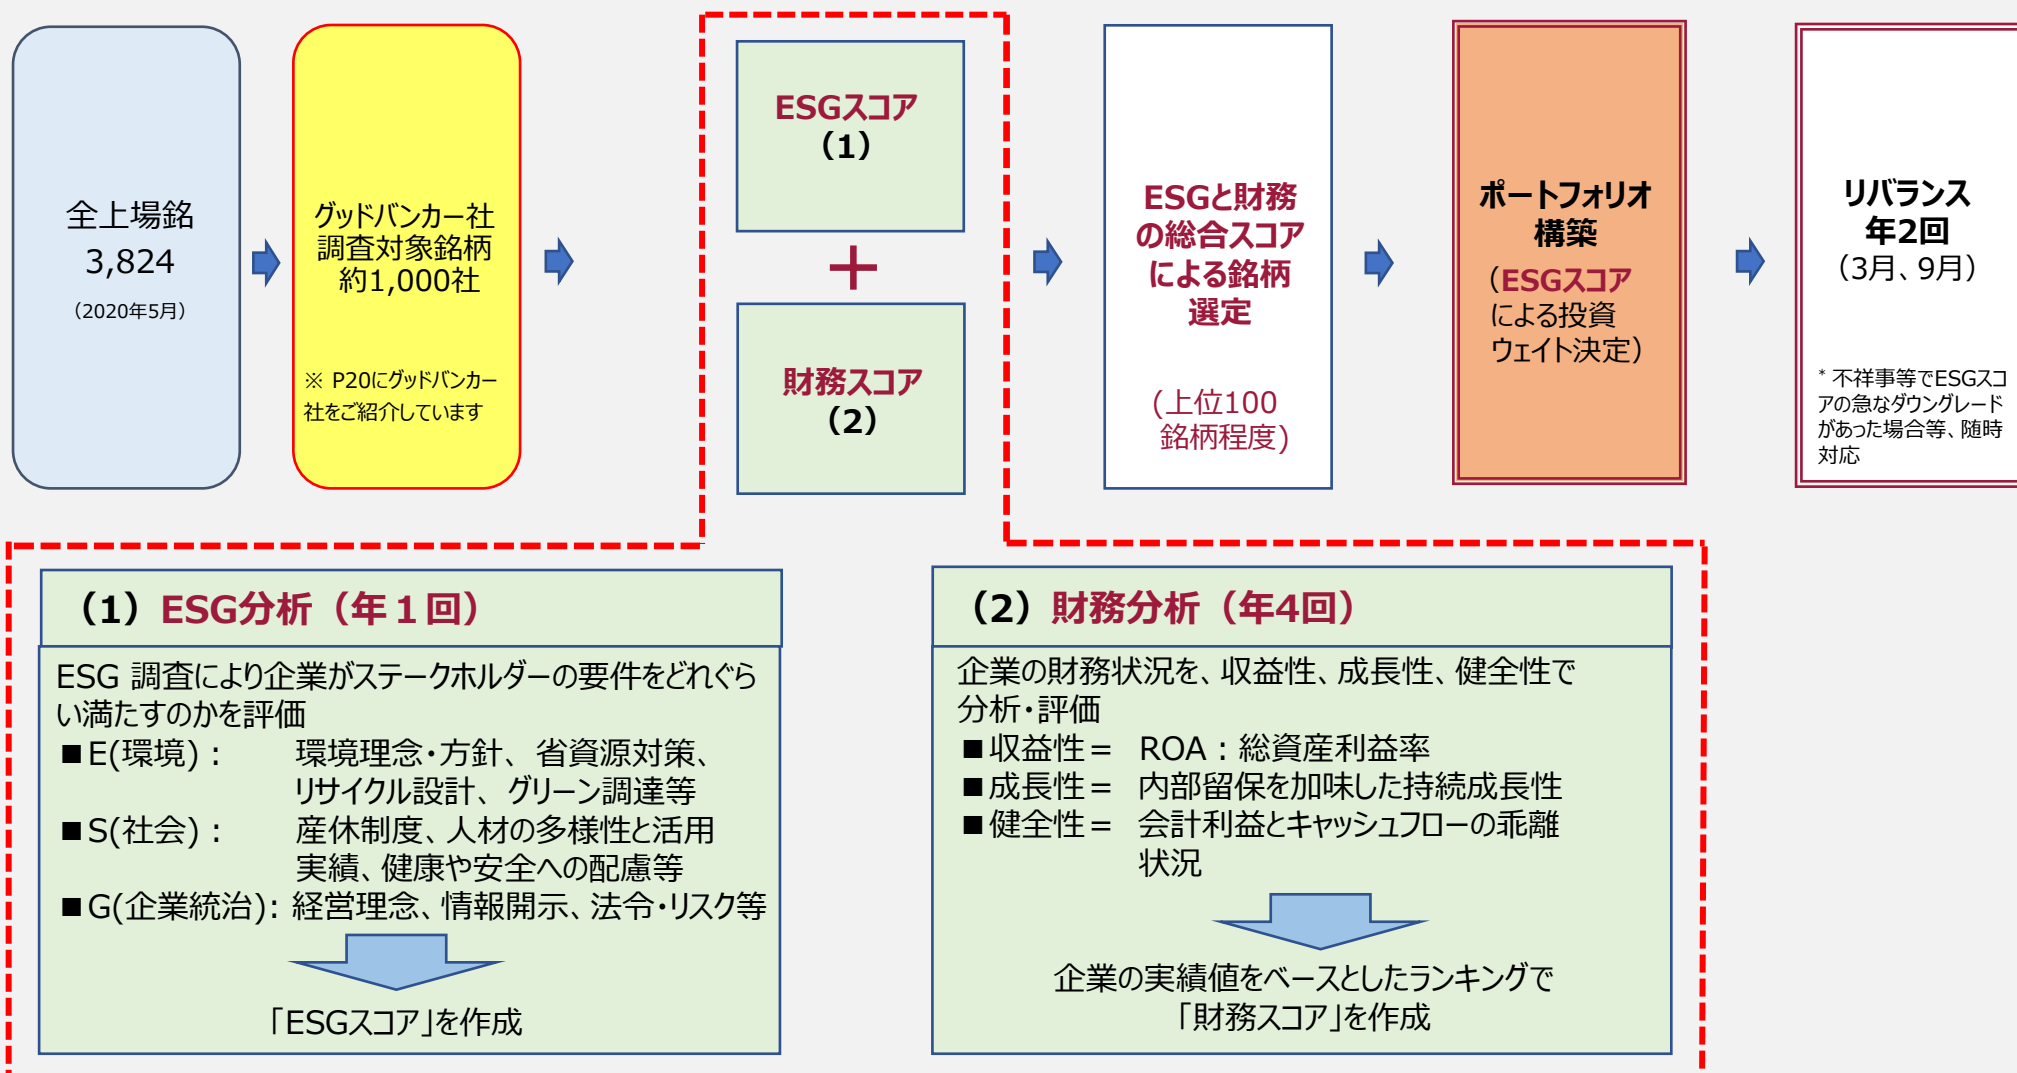 全上場銘
3,824
（2020年5月）
グッドバンカー社
調査対象銘柄
約1,000社
※ P20にグッドバンカー
社をご紹介しています
ESGスコア
（1）
＋
財務スコア
（2）
ESGと財務
の総合スコア
による銘柄
選定
(上位100
銘柄程度)
ポートフォリオ
構築
（ESGスコア
による投資
ウェイト決定）
リバランス
年2回
（3月、9月）
* 不祥事等でESGスコ
アの急なダウングレード
があった場合等、随時
対応
（1）ESG分析（年１回）
ESG 調査により企業がステークホルダーの要件をどれぐら
い満たすのかを評価
■E(環境)： 環境理念・方針、省資源対策、
リサイクル設計、グリーン調達等
■S(社会)： 産休制度、人材の多様性と活用
実績、健康や安全への配慮等
■G(企業統治)：経営理念、情報開示、法令・リスク等
「ESGスコア」を作成
（2）財務分析（年4回）
企業の財務状況を、収益性、成長性、健全性で
分析・評価
■収益性＝ ROA：総資産利益率
■成長性＝ 内部留保を加味した持続成長性
■健全性＝ 会計利益とキャッシュフローの乖離
状況
企業の実績値をベースとしたランキングで
「財務スコア」を作成